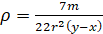 ρ = 7m / 22r²(y−x)